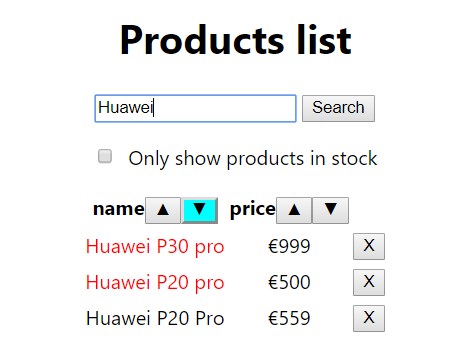 Products list
Huawei Search
Only show products in stock
name ▲ ▼ price ▲ ▼
Huawei P30 pro €999 X
Huawei P20 pro €500 X
Huawei P20 Pro €559 X